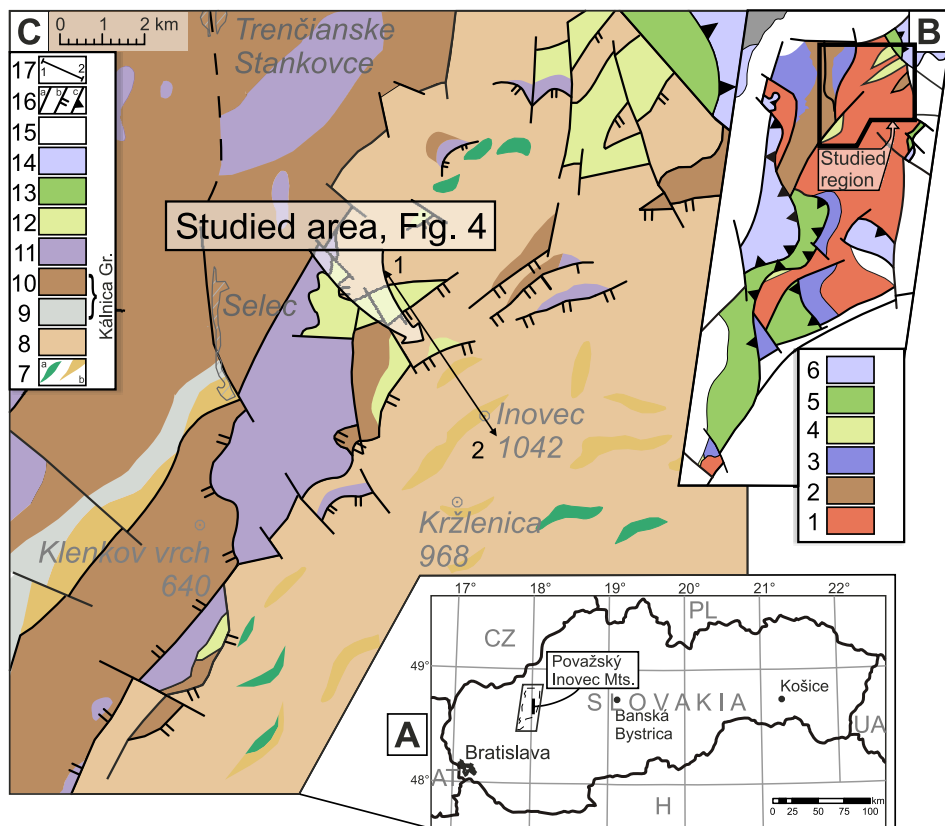 C
0 1 2 km
Trenčianske
Stankovce
B
17
1 2
16
a b c
15
14
13
12
11
10
9
Kálnica Gr.
8
7
a b
Studied
region
Studied area, Fig. 4
1
Selec
Inovec
1042
2
Kržlenica
968
Klenkov vrch
640
6
5
4
3
2
1
17° 18° 19° 20° 21° 22°
CZ
PL
49°
Považský
Inovec Mts.
SLOVAKIA
Košice
Banská
Bystrica
UA
A
Bratislava
AT
48°
H
0 25 50 75 100 km